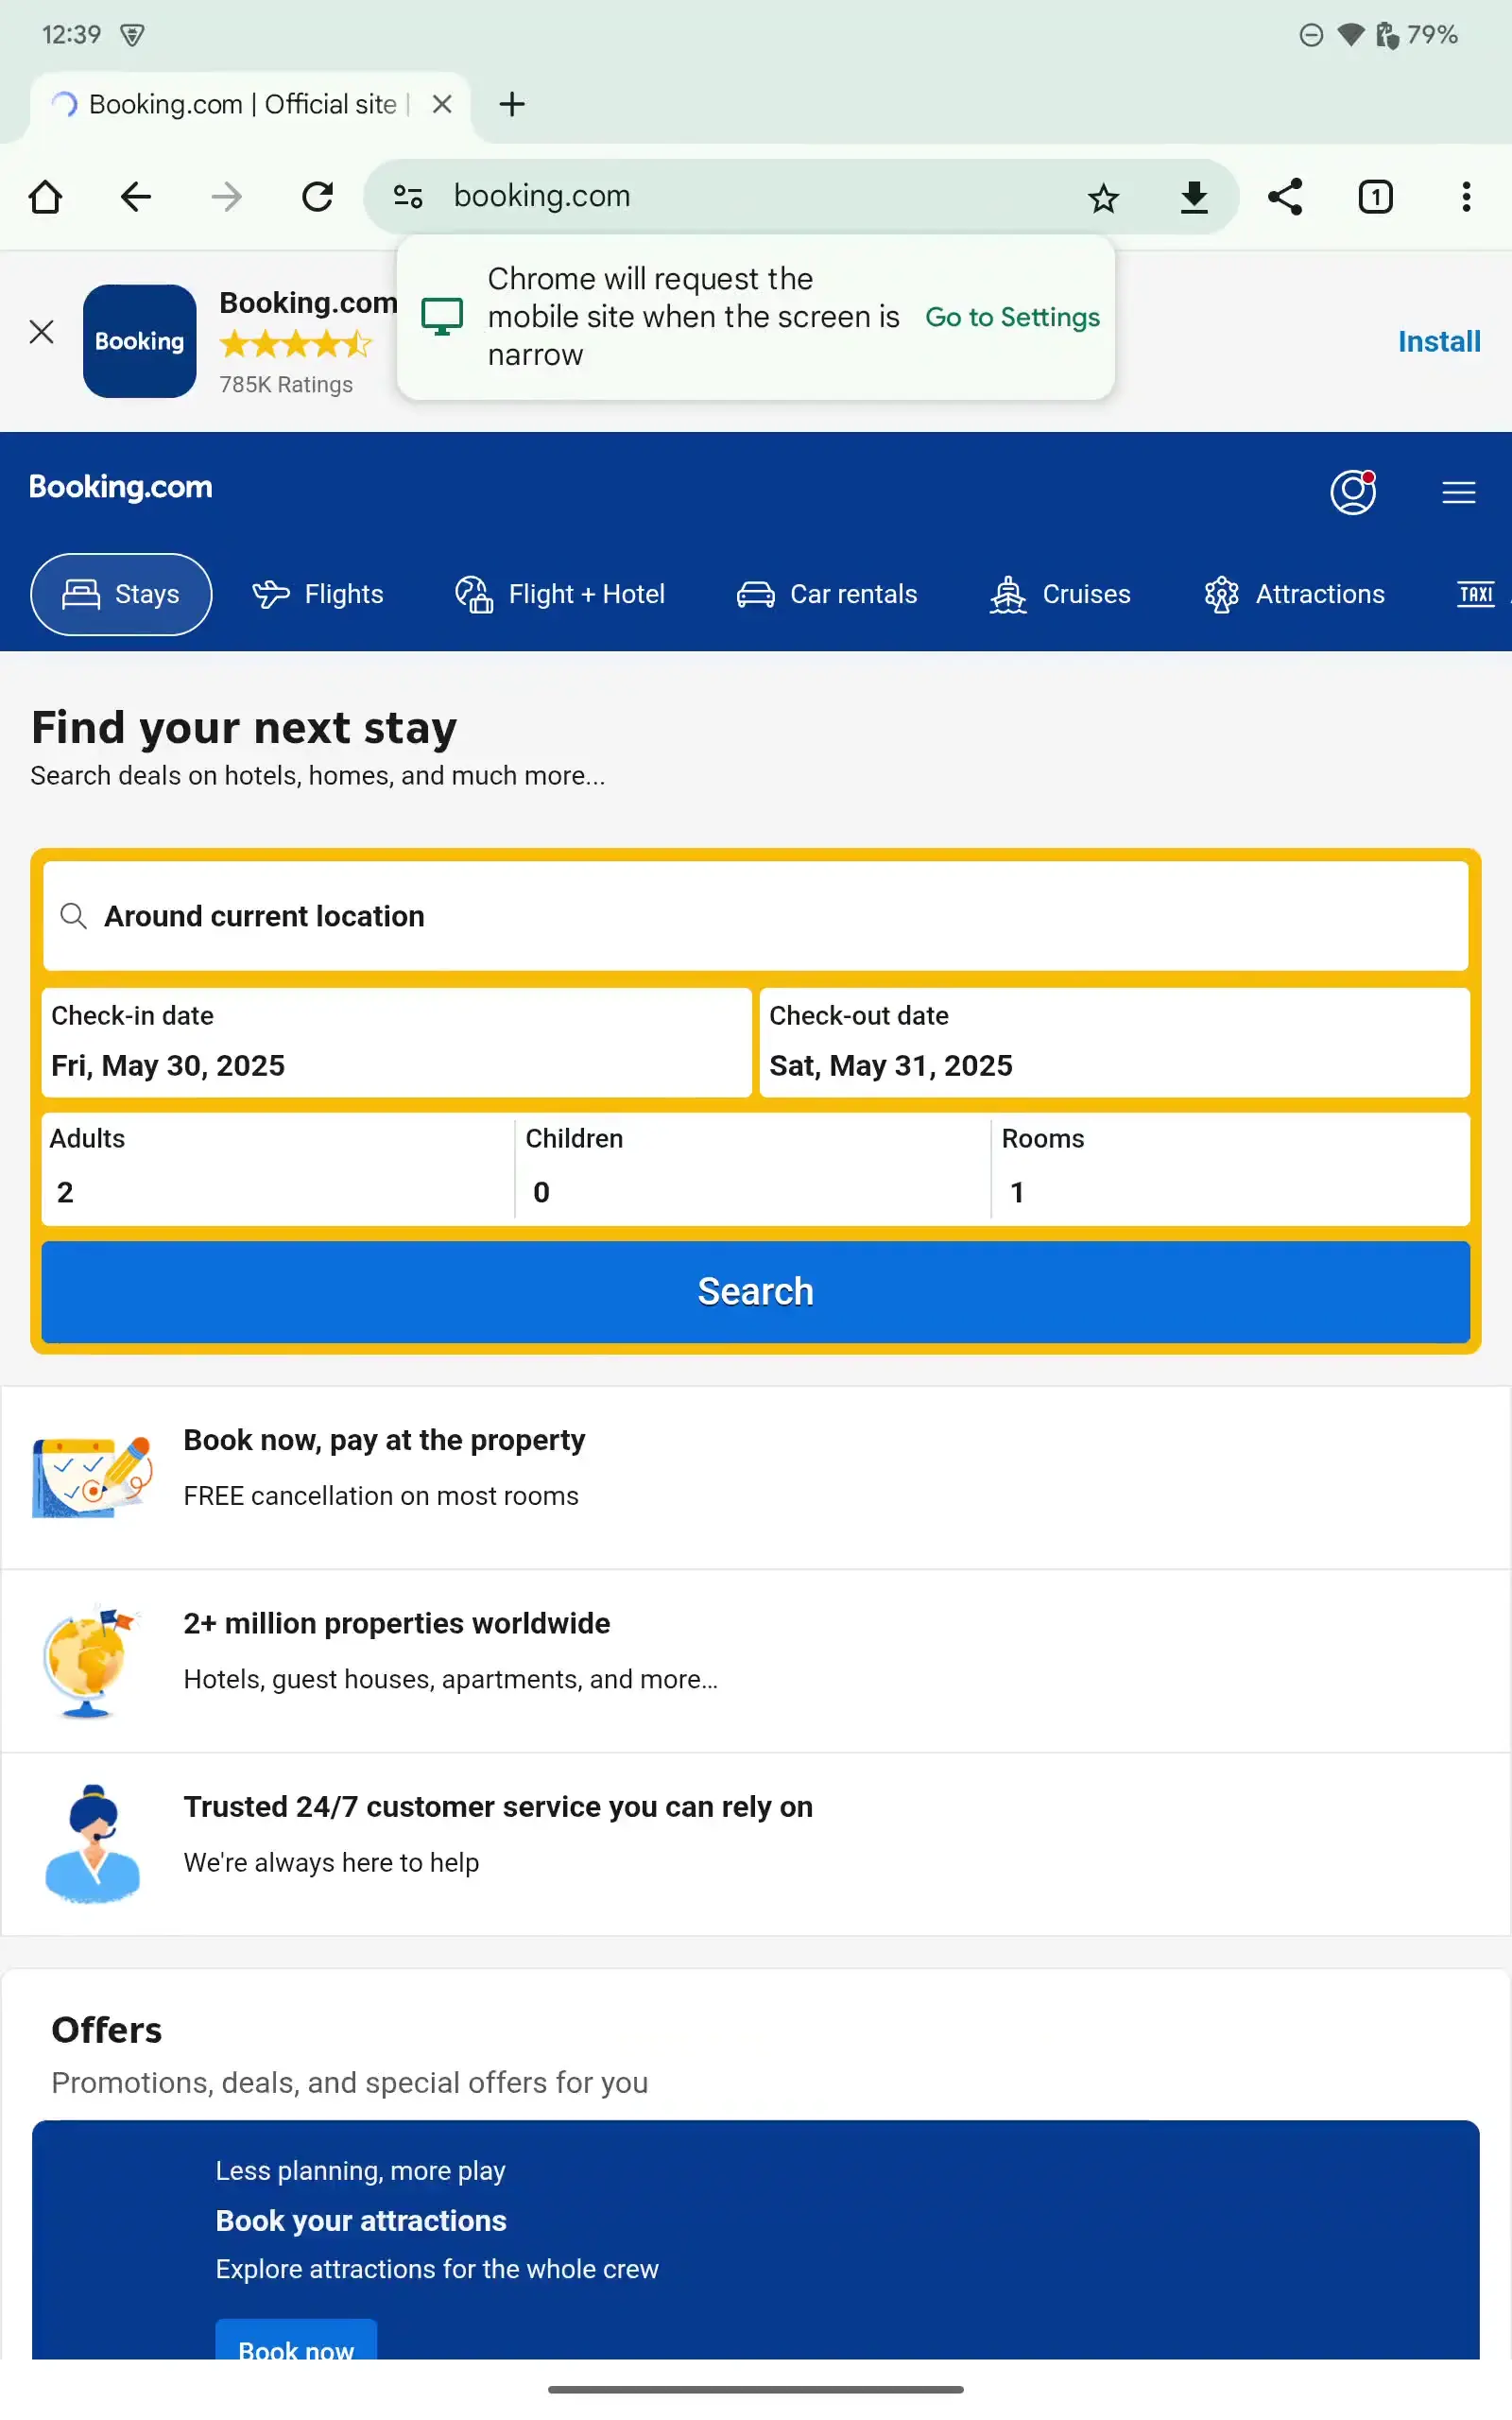 12:39
79%
Booking.com | Official site |
booking.com
1
Chrome will request the
mobile site when the screen is
narrow
Go to Settings
Booking
Booking.com
785K Ratings
Install
Booking.com
Stays
Flights
Flight + Hotel
Car rentals
Cruises
Attractions
TAXI
Find your next stay
Search deals on hotels, homes, and much more...
Around current location
Check-in date
Fri, May 30, 2025
Check-out date
Sat, May 31, 2025
Adults
2
Children
0
Rooms
1
Search
Book now, pay at the property
FREE cancellation on most rooms
2+ million properties worldwide
Hotels, guest houses, apartments, and more…
Trusted 24/7 customer service you can rely on
We're always here to help
Offers
Promotions, deals, and special offers for you
Less planning, more play
Book your attractions
Explore attractions for the whole crew
Book now